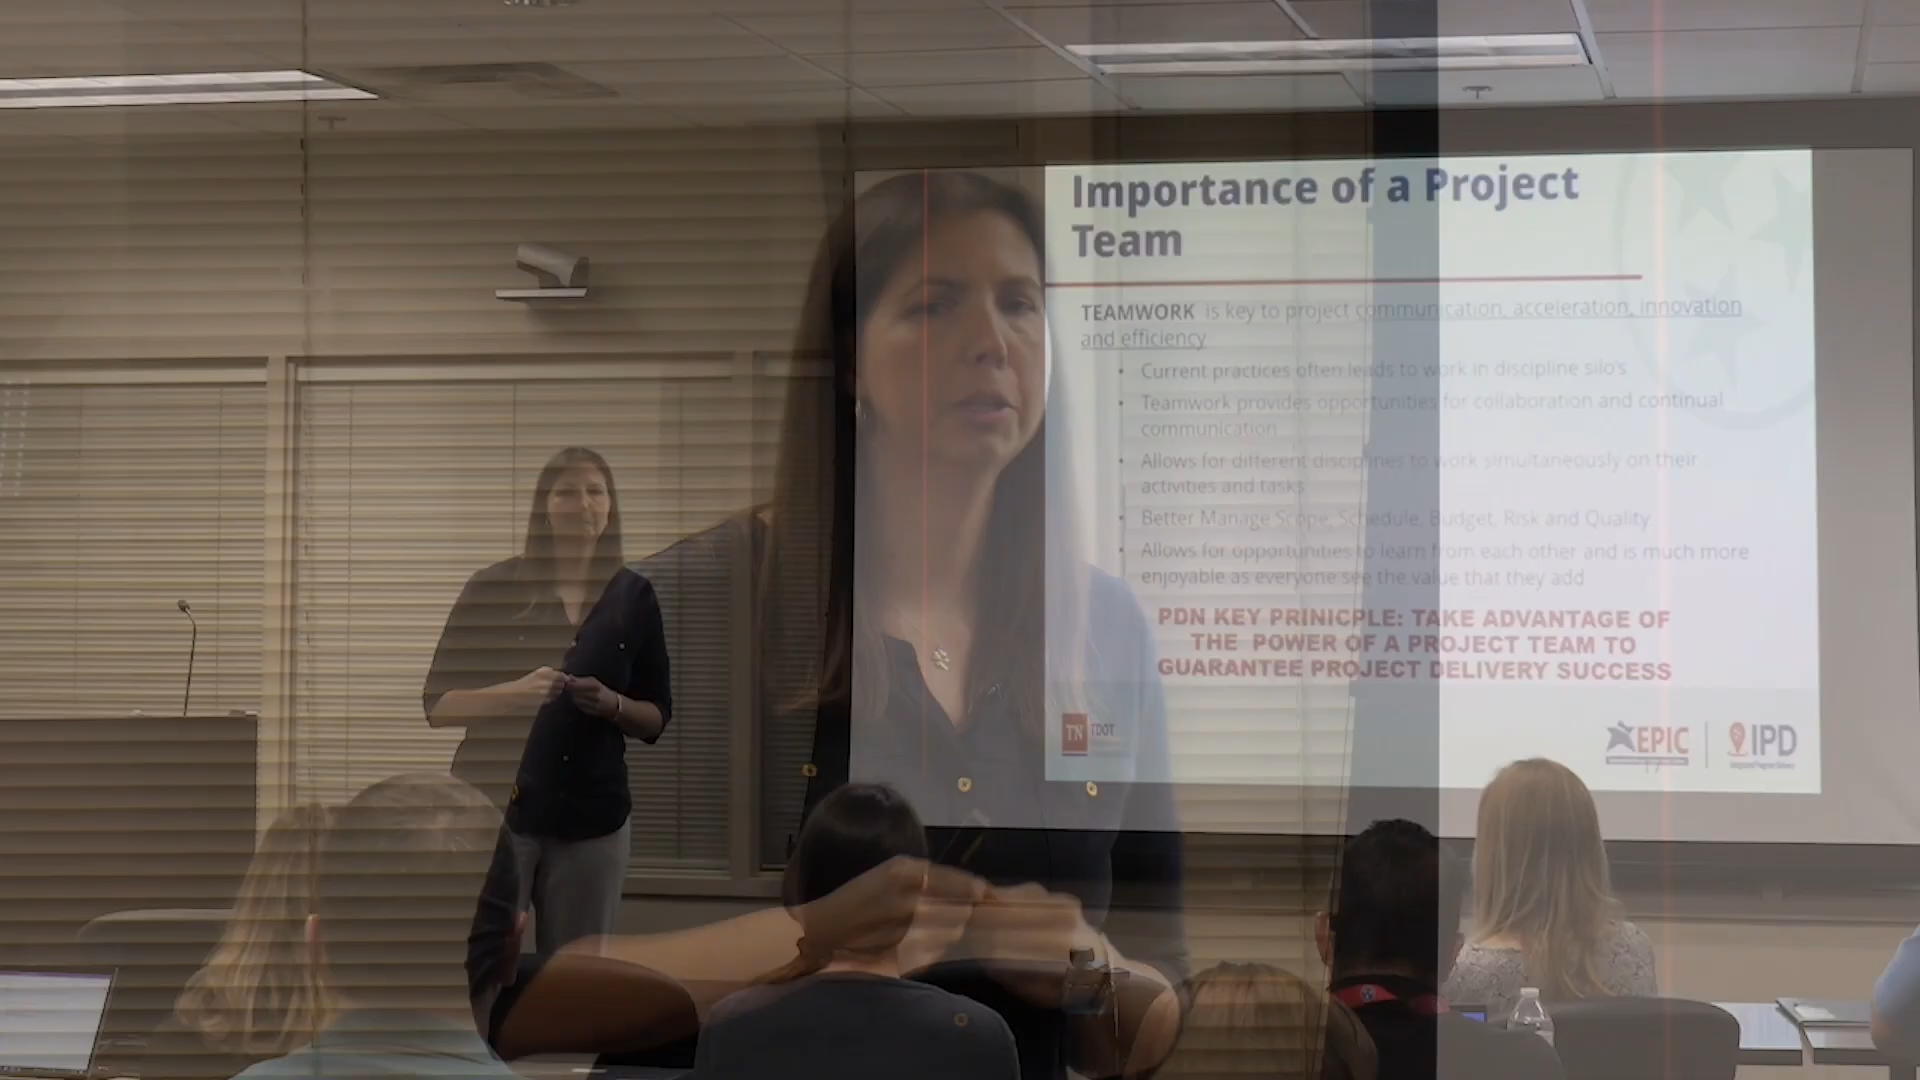 Importance of a Project
Team
TEAMWORK is key to project communication, acceleration, innovation
and efficiency
• Current practices often leads to work in discipline silo's
• Teamwork provides opportunities for collaboration and continual
communication
• Allows for different disciplines to work simultaneously on their
activities and tasks
• Better Manage Scope, Schedule, Budget, Risk and Quality
• Allows for opportunities to learn from each other and is much more
enjoyable as everyone see the value that they add
PDN KEY PRINICPLE: TAKE ADVANTAGE OF
THE POWER OF A PROJECT TEAM TO
GUARANTEE PROJECT DELIVERY SUCCESS
TN TDOT
EPIC
IPD
17